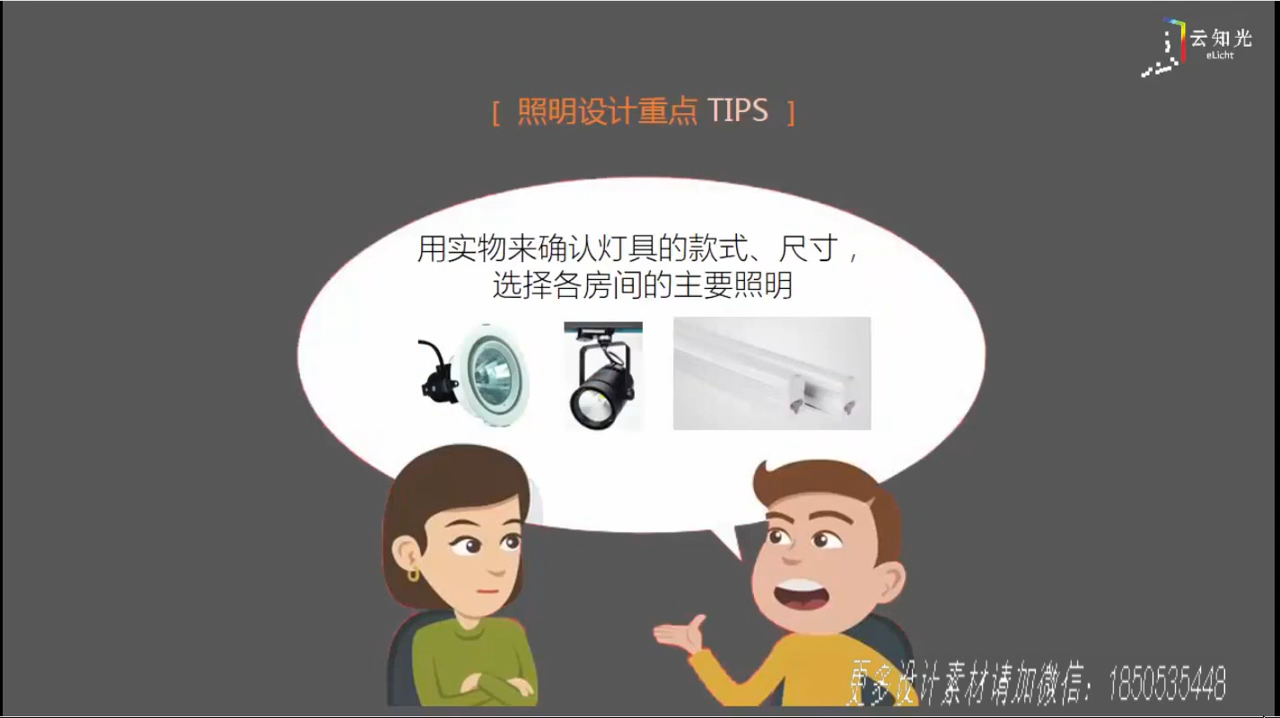 云知光
eLicht
[ 照明设计重点 TIPS ]
用实物来确认灯具的款式、尺寸，
选择各房间的主要照明
更多设计素材请加微信：1850535448